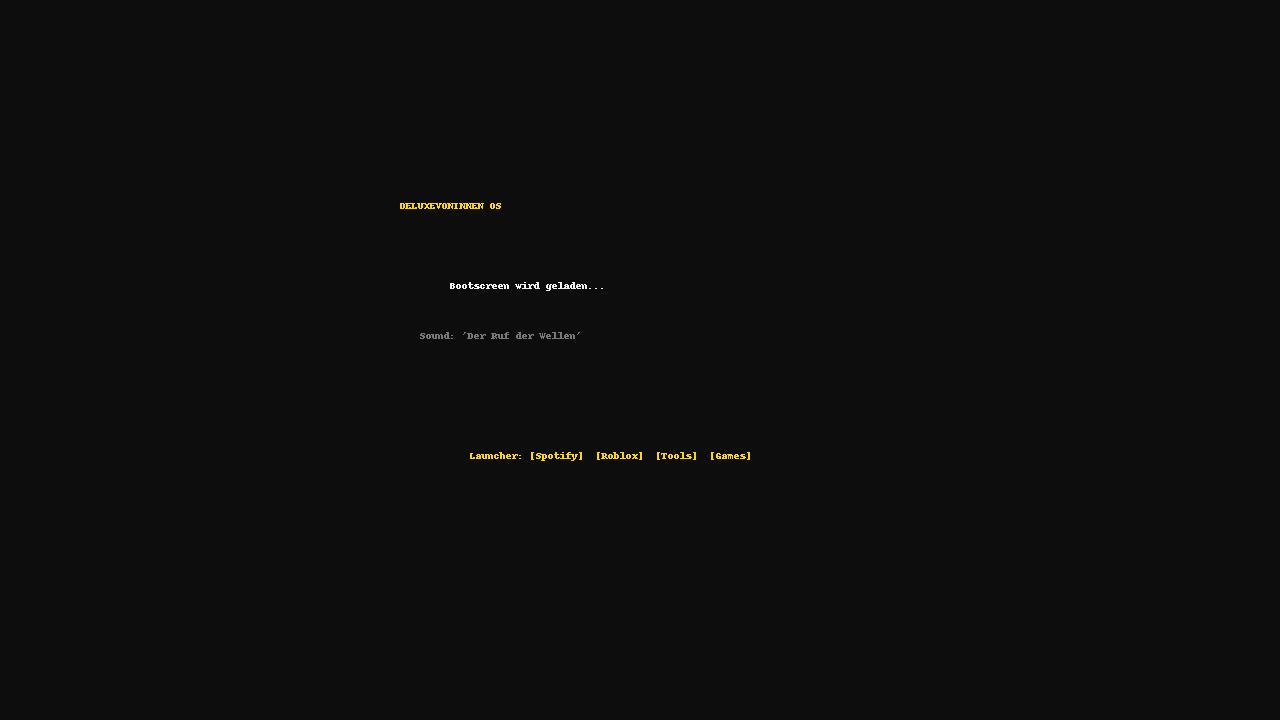 DELUXEVONINNEN OS
Bootscreen wird geladen...
Sound: 'Der Ruf der Wellen'
Launcher: [Spotify]  [Roblox]  [Tools]  [Games]